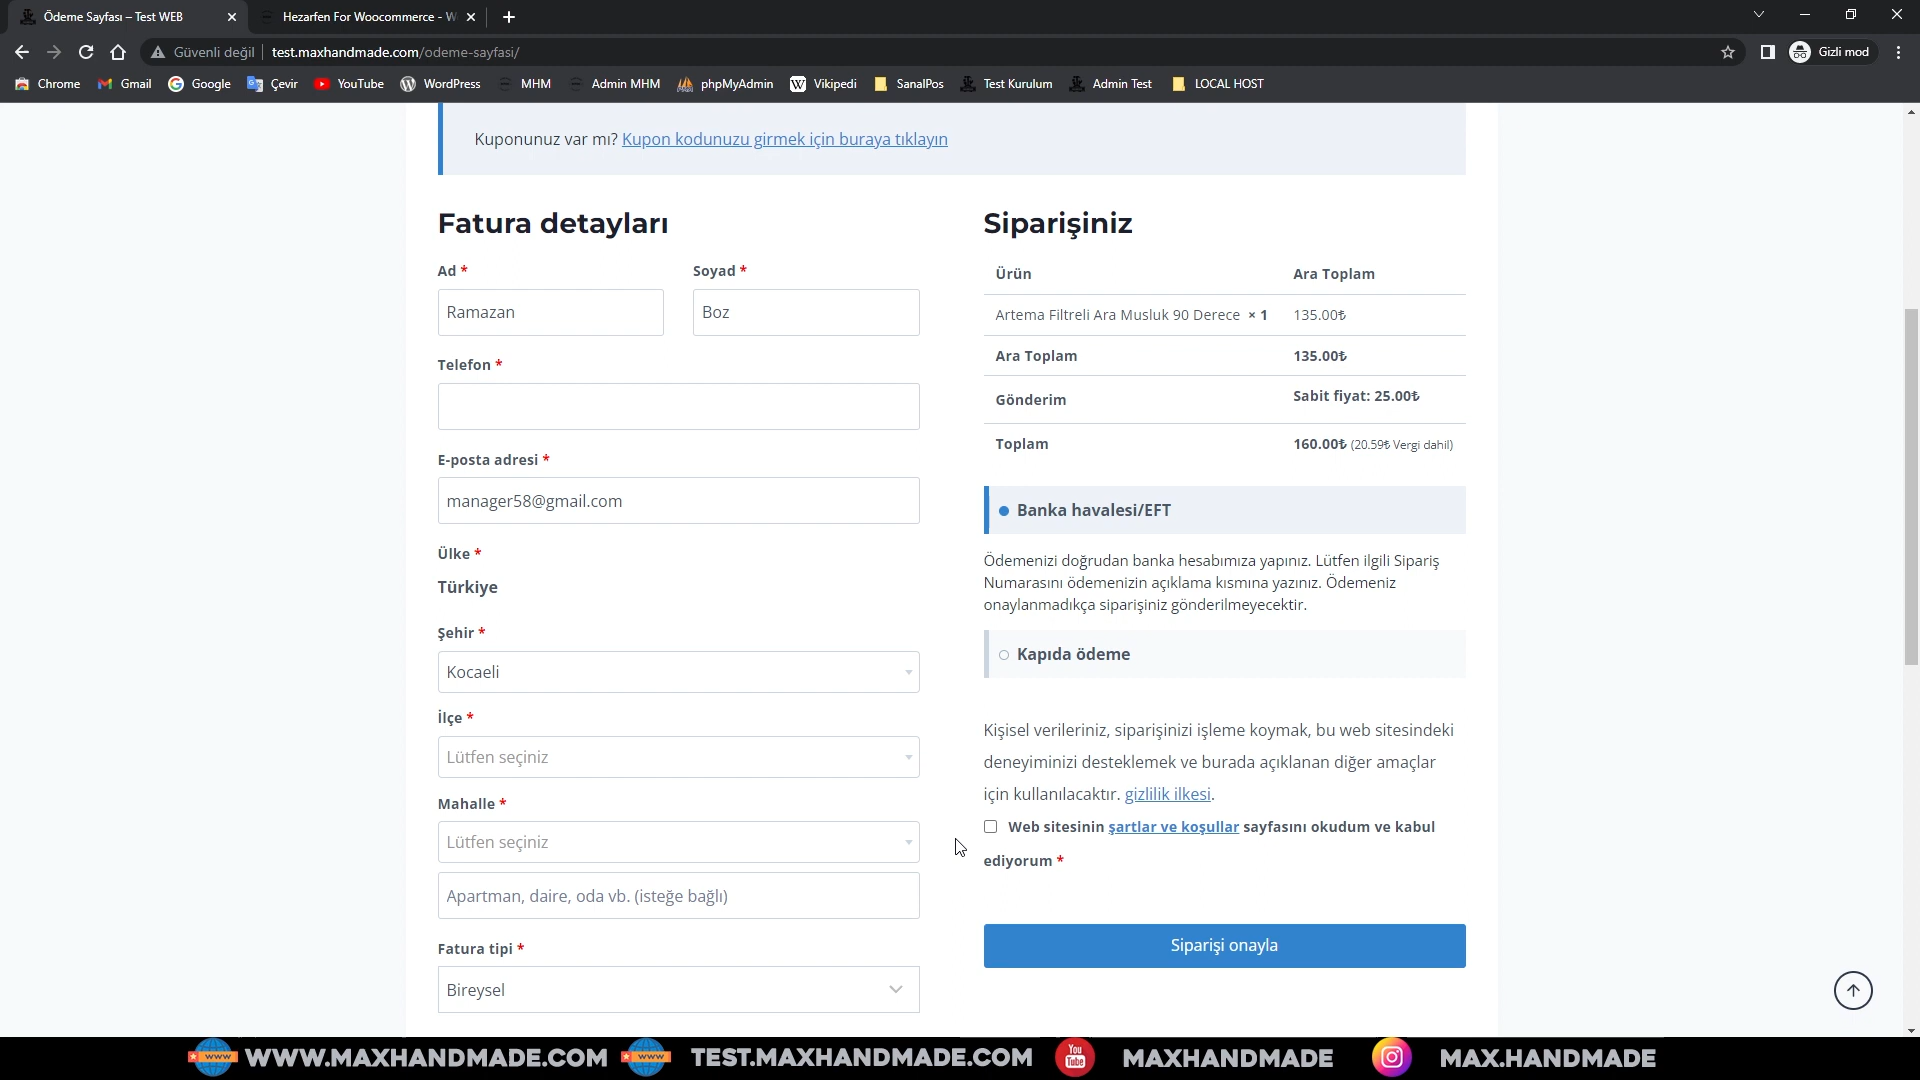 Ödeme Sayfası – Test WEB
Hezarfen For Woocommerce - W
Güvenli değil
test.maxhandmade.com/odeme-sayfasi/
Gizli mod
Chrome
Gmail
Google
Çevir
YouTube
WordPress
MHM
Admin MHM
phpMyAdmin
Vikipedi
SanalPos
Test Kurulum
Admin Test
LOCAL HOST
Kuponunuz var mı? Kupon kodunuzu girmek için buraya tıklayın
Fatura detayları
Ad *
Soyad *
Ramazan
Boz
Telefon *
E-posta adresi *
manager58@gmail.com
Ülke *
Türkiye
Şehir *
Kocaeli
İlçe *
Lütfen seçiniz
Mahalle *
Lütfen seçiniz
Apartman, daire, oda vb. (isteğe bağlı)
Fatura tipi *
Bireysel
Siparişiniz
Ürün
Ara Toplam
Artema Filtreli Ara Musluk 90 Derece × 1
135.00₺
Ara Toplam
135.00₺
Gönderim
Sabit fiyat: 25.00₺
Toplam
160.00₺ (20.59₺ Vergi dahil)
Banka havalesi/EFT
Ödemenizi doğrudan banka hesabımıza yapınız. Lütfen ilgili Sipariş
Numarasını ödemenizin açıklama kısmına yazınız. Ödemeniz
onaylanmadıkça siparişiniz gönderilmeyecektir.
Kapıda ödeme
Kişisel verileriniz, siparişinizi işleme koymak, bu web sitesindeki
deneyiminizi desteklemek ve burada açıklanan diğer amaçlar
için kullanılacaktır. gizlilik ilkesi.
Web sitesinin şartlar ve koşullar sayfasını okudum ve kabul
ediyorum *
Siparişi onayla
www
WWW.MAXHANDMADE.COM
www
TEST.MAXHANDMADE.COM
You
Tube
MAXHANDMADE
MAX.HANDMADE